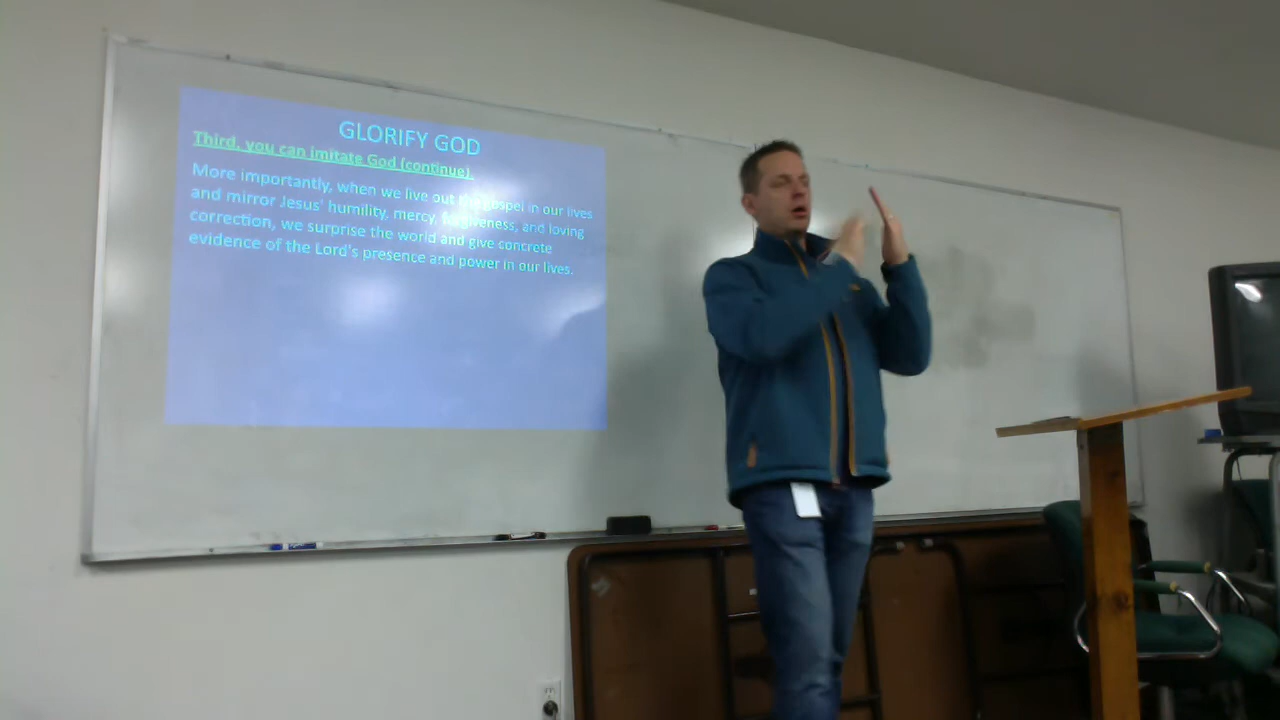 GLORIFY GOD
Third, you can imitate God (continue).
More importantly, when we live out the gospel in our lives
and mirror Jesus' humility, mercy, forgiveness, and loving
correction, we surprise the world and give concrete
evidence of the Lord's presence and power in our lives.